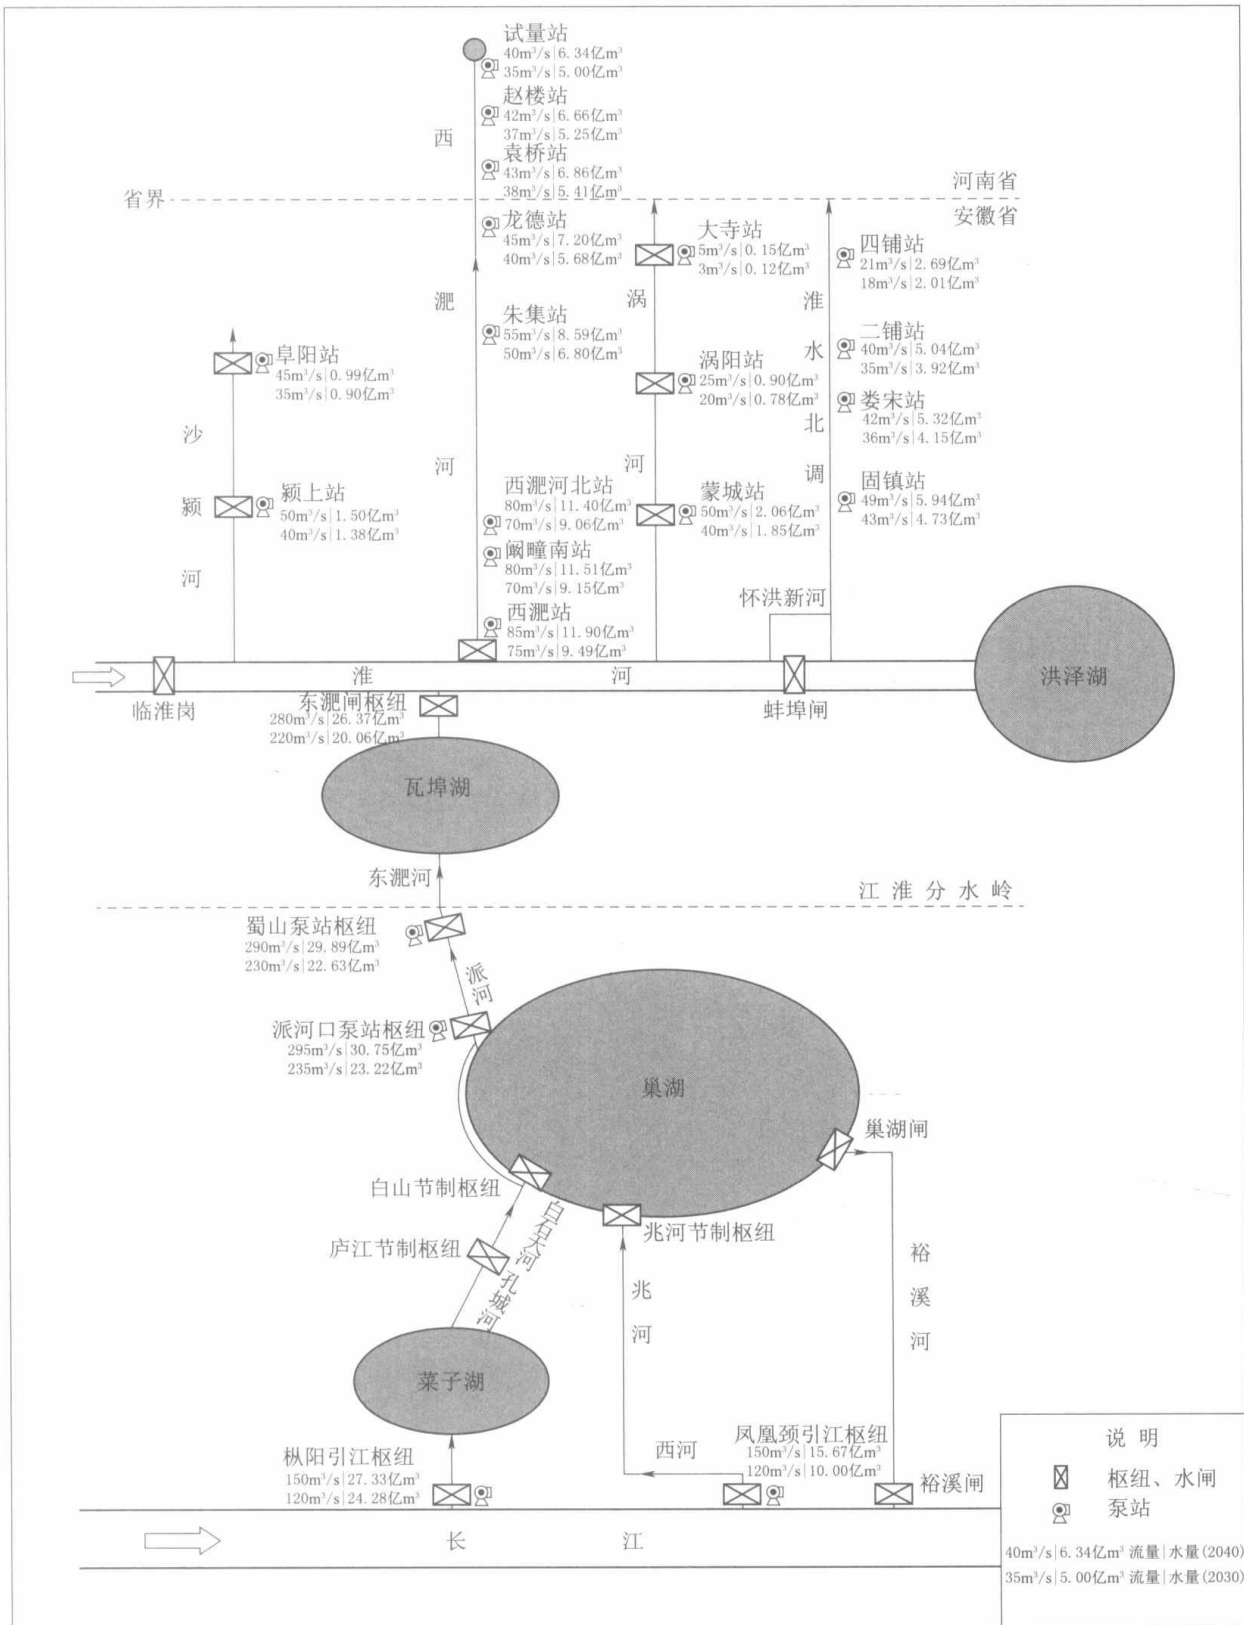 试量站
40m³/s|6.34亿m³
35m³/s|5.00亿m³
赵楼站
42m³/s|6.66亿m³
37m³/s|5.25亿m³
西
袁桥站
43m³/s|6.86亿m³
38m³/s|5.41亿m³
省界
河南省
安徽省
龙德站
45m³/s|7.20亿m³
40m³/s|5.68亿m³
大寺站
5m³/s|0.15亿m³
3m³/s|0.12亿m³
四铺站
21m³/s|2.69亿m³
18m³/s|2.01亿m³
淝
涡
淮
朱集站
55m³/s|8.59亿m³
50m³/s|6.80亿m³
二铺站
40m³/s|5.04亿m³
35m³/s|3.92亿m³
水
阜阳站
45m³/s|0.99亿m³
35m³/s|0.90亿m³
涡阳站
25m³/s|0.90亿m³
20m³/s|0.78亿m³
娄宋站
42m³/s|5.32亿m³
36m³/s|4.15亿m³
沙
北
河
河
调
颍上站
50m³/s|1.50亿m³
40m³/s|1.38亿m³
颍
西淝河北站
80m³/s|11.40亿m³
70m³/s|9.06亿m³
蒙城站
50m³/s|2.06亿m³
40m³/s|1.85亿m³
固镇站
49m³/s|5.94亿m³
43m³/s|4.73亿m³
阚疃南站
80m³/s|11.51亿m³
70m³/s|9.15亿m³
河
怀洪新河
西淝站
85m³/s|11.90亿m³
75m³/s|9.49亿m³
淮河
洪泽湖
临淮岗
东淝闸枢纽
280m³/s|26.37亿m³
220m³/s|20.06亿m³
蚌埠闸
瓦埠湖
东淝河
江淮分水岭
蜀山泵站枢纽
290m³/s|29.89亿m³
230m³/s|22.63亿m³
派河
派河口泵站枢纽
295m³/s|30.75亿m³
235m³/s|23.22亿m³
巢湖
巢湖闸
白山节制枢纽
白石天河
兆河节制枢纽
庐江节制枢纽
孔城河
兆河
裕溪河
菜子湖
枞阳引江枢纽
150m³/s|27.33亿m³
120m³/s|24.28亿m³
西河
凤凰颈引江枢纽
150m³/s|15.67亿m³
120m³/s|10.00亿m³
裕溪闸
长江
说明
枢纽、水闸
泵站
40m³/s|6.34亿m³ 流量|水量(2040)
35m³/s|5.00亿m³ 流量|水量(2030)